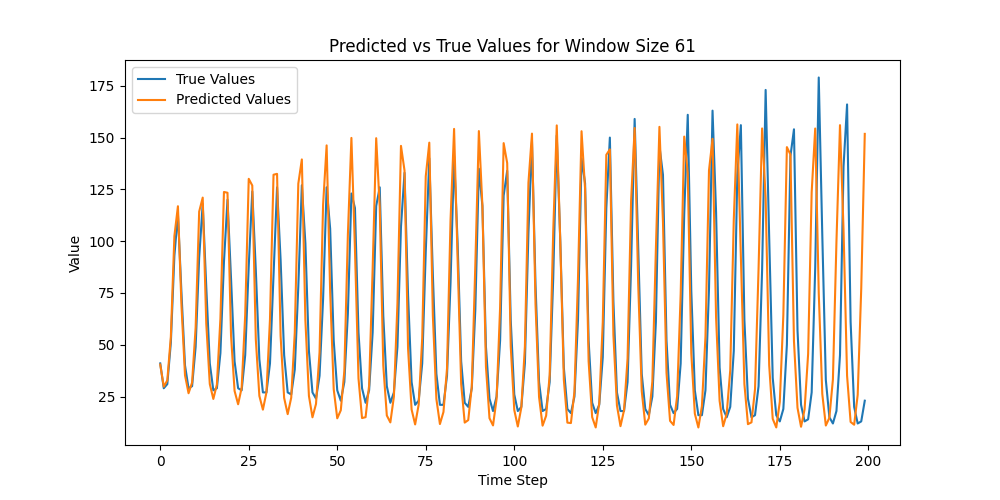 Predicted vs True Values for Window Size 61
True Values
Predicted Values
Value
175
150
125
100
75
50
25
0 25 50 75 100 125 150 175 200
Time Step